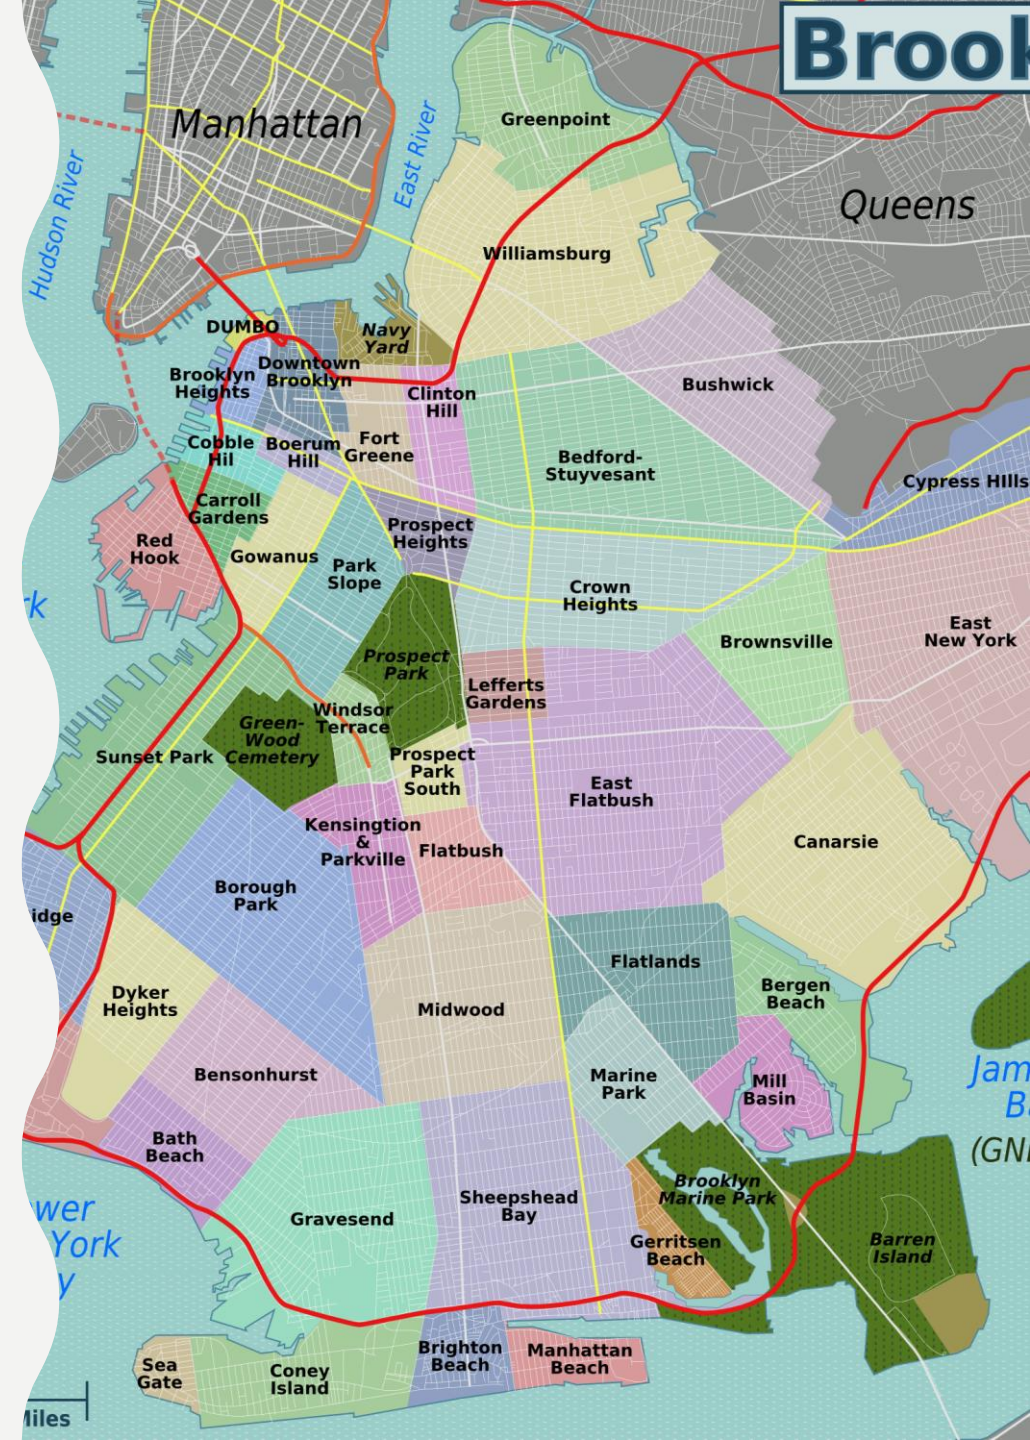 Brook
Manhattan
Greenpoint
East River
Hudson River
Queens
Williamsburg
DUMBO
Navy
Yard
Downtown
Brooklyn
Brooklyn
Heights
Clinton
Hill
Bushwick
Cobble
Hil
Boerum
Hill
Fort
Greene
Bedford-
Stuyvesant
Cypress HIlls
Carroll
Gardens
Prospect
Heights
Red
Hook
Gowanus
Park
Slope
Crown
Heights
rk
Brownsville
East
New York
Prospect
Park
Lefferts
Gardens
Windsor
Terrace
Green-
Wood
Cemetery
Sunset Park
Prospect
Park
South
East
Flatbush
Kensington
&
Parkville
Flatbush
Canarsie
Borough
Park
idge
Flatlands
Dyker
Heights
Midwood
Bergen
Beach
Bensonhurst
Marine
Park
Mill
Basin
Jam
B
(GN
Bath
Beach
Brooklyn
Marine Park
Sheepshead
Bay
Gravesend
wer
York
y
Gerritsen
Beach
Barren
Island
Sea
Gate
Coney
Island
Brighton
Beach
Manhattan
Beach
Miles